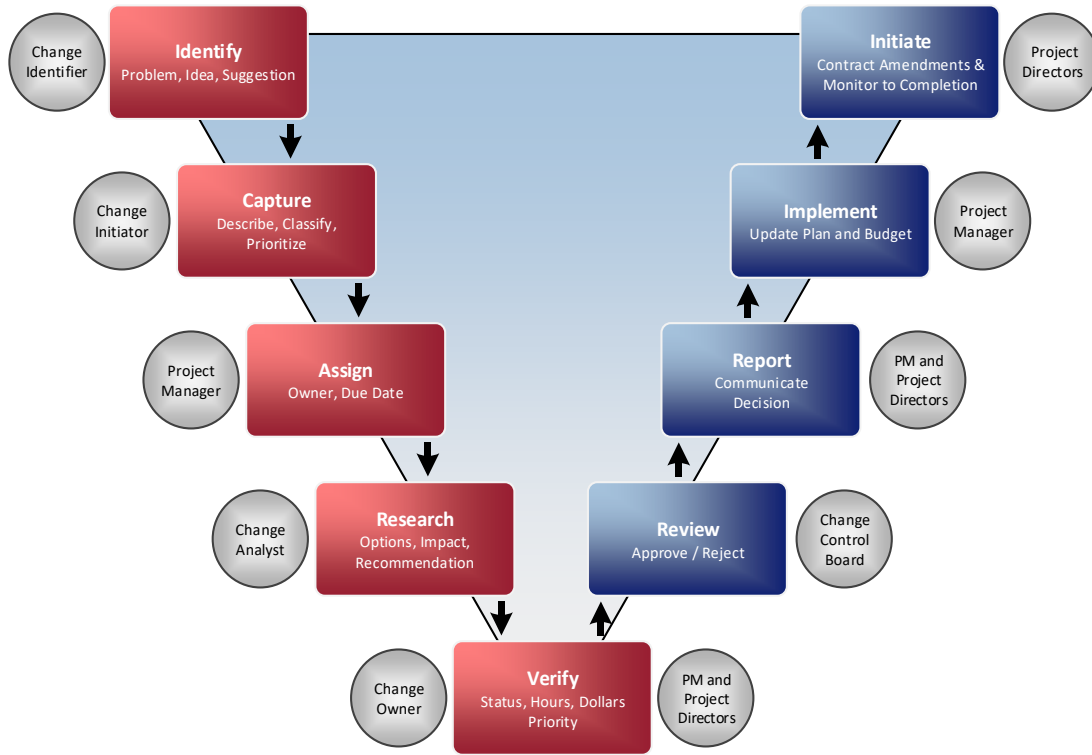 Change
Identifier
Identify
Problem, Idea, Suggestion
Initiate
Contract Amendments &
Monitor to Completion
Project
Directors
Change
Initiator
Capture
Describe, Classify,
Prioritize
Implement
Update Plan and Budget
Project
Manager
Project
Manager
Assign
Owner, Due Date
Report
Communicate
Decision
PM and
Project
Directors
Change
Analyst
Research
Options, Impact,
Recommendation
Review
Approve / Reject
Change
Control
Board
Change
Owner
Verify
Status, Hours, Dollars
Priority
PM and
Project
Directors